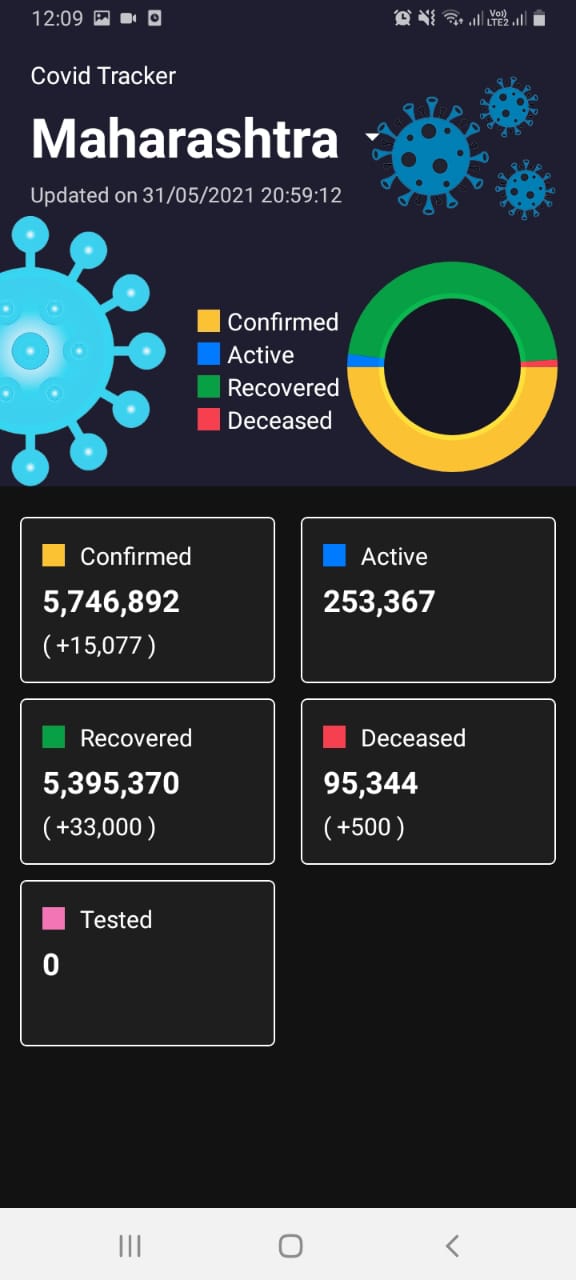 12:09
Vo))
LTE2
Covid Tracker
Maharashtra
Updated on 31/05/2021 20:59:12
Confirmed
Active
Recovered
Deceased
Confirmed
5,746,892
( +15,077 )
Active
253,367
Recovered
5,395,370
( +33,000 )
Deceased
95,344
( +500 )
Tested
0